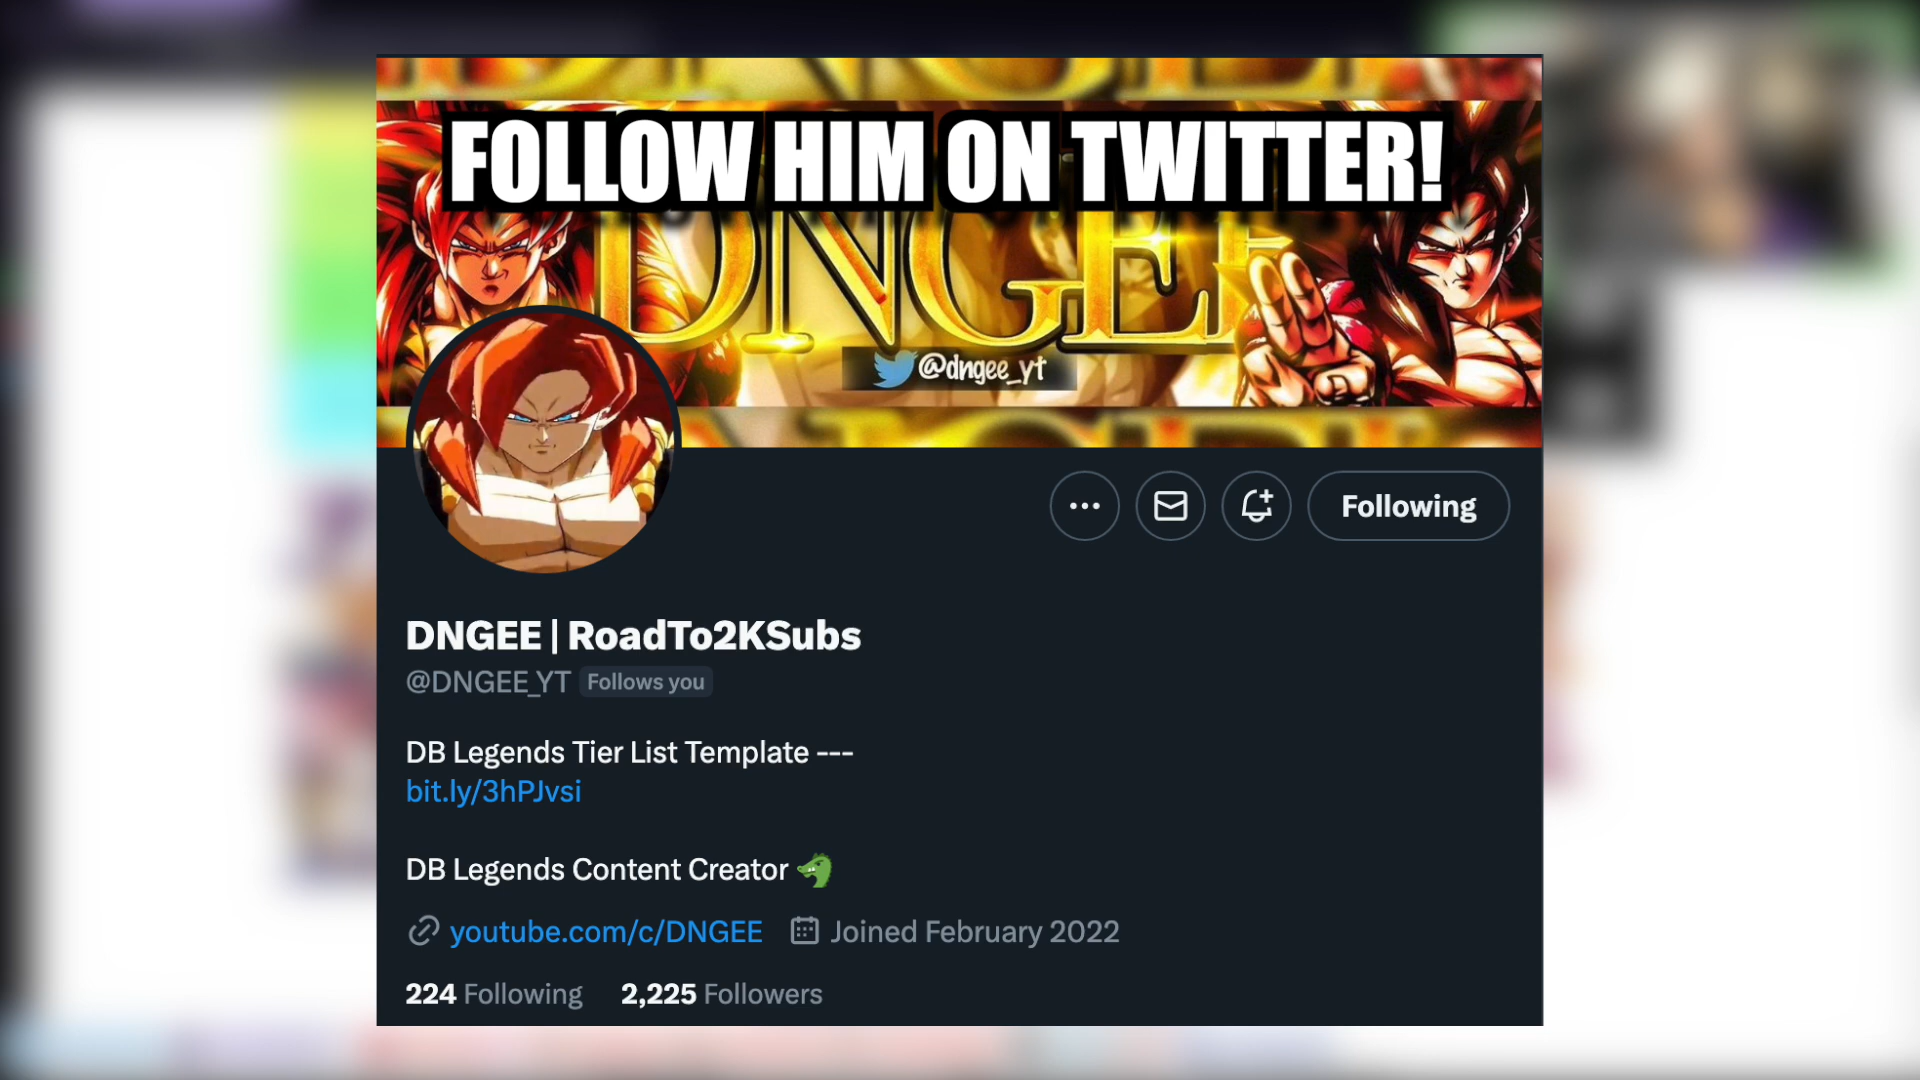 FOLLOW HIM ON TWITTER!
DNGEE
@dngee_yt
Following
DNGEE | RoadTo2KSubs
@DNGEE_YT Follows you
DB Legends Tier List Template ---
bit.ly/3hPJvsi
DB Legends Content Creator
youtube.com/c/DNGEE Joined February 2022
224 Following 2,225 Followers